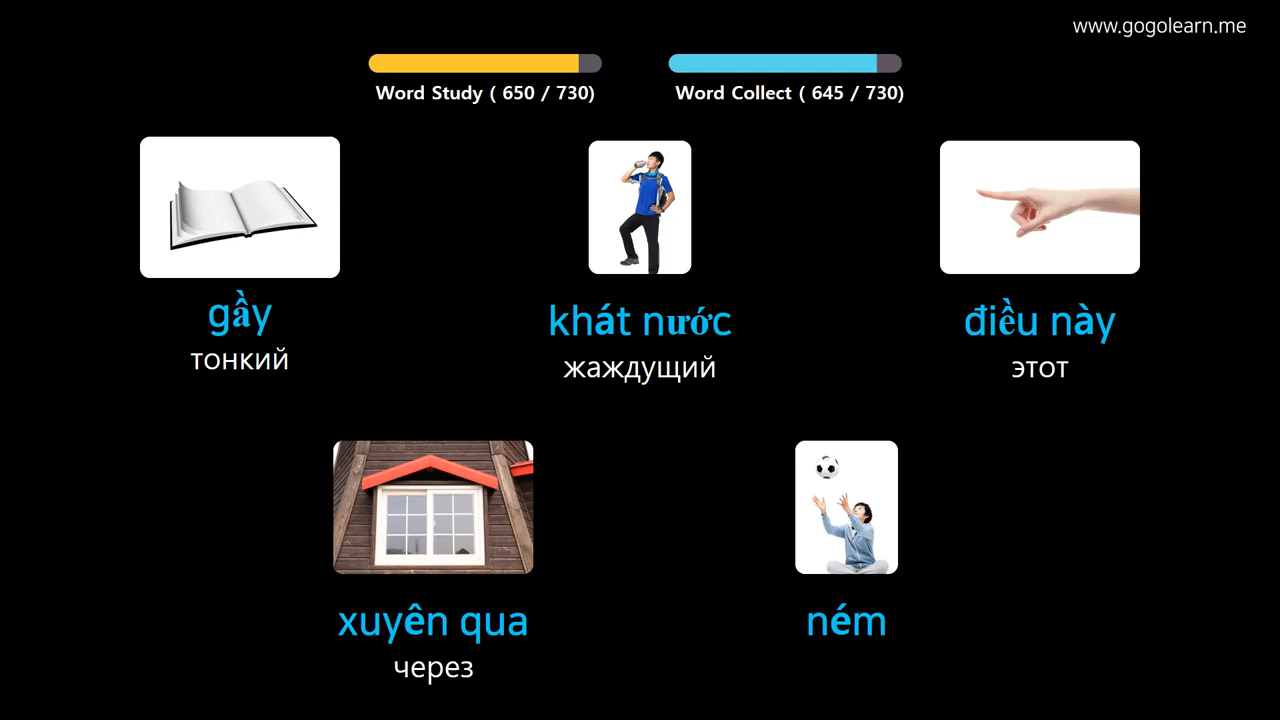 www.gogolearn.me
Word Study ( 650 / 730)
Word Collect ( 645 / 730)
gầy
тонкий
khát nước
жаждущий
điều này
этот
xuyên qua
через
ném